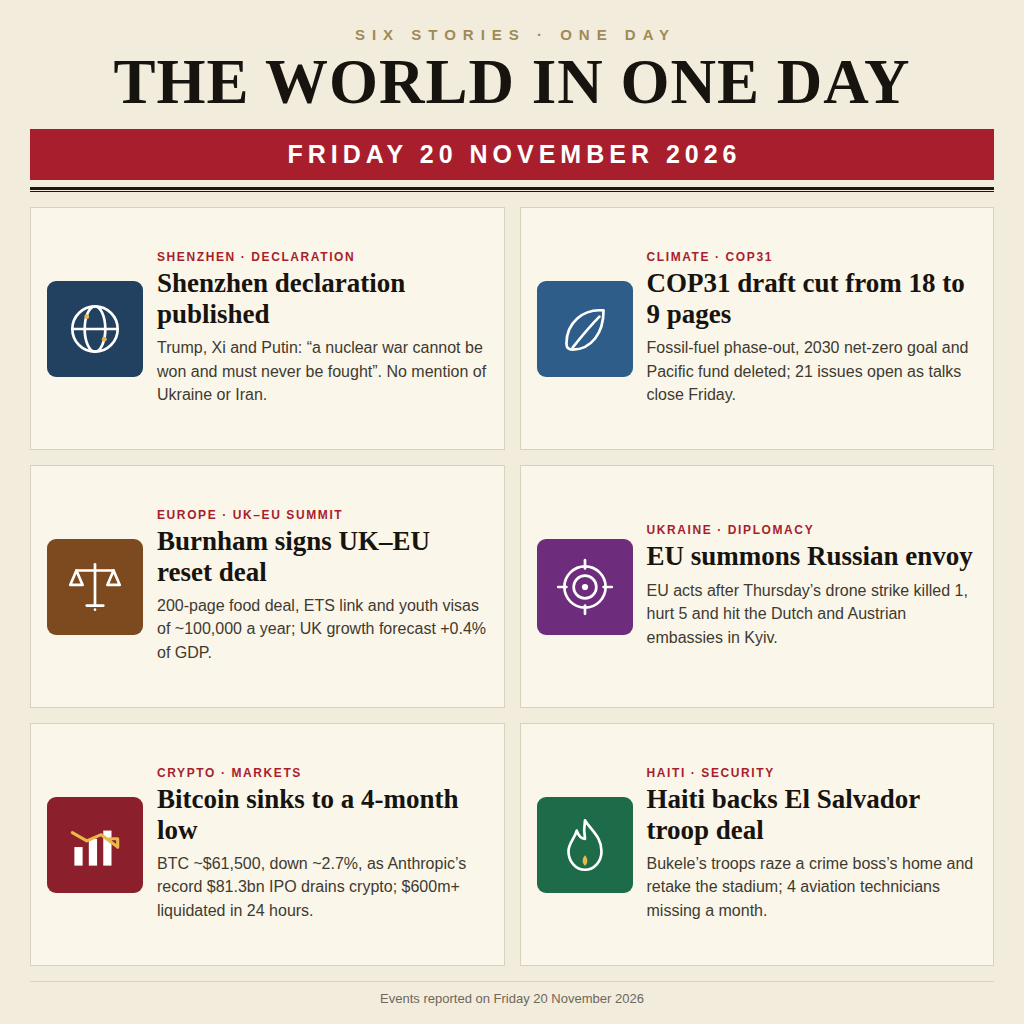 SIX STORIES · ONE DAY
THE WORLD IN ONE DAY
FRIDAY 20 NOVEMBER 2026
SHENZHEN · DECLARATION
Shenzhen declaration
published
Trump, Xi and Putin: “a nuclear war cannot be
won and must never be fought”. No mention of
Ukraine or Iran.
CLIMATE · COP31
COP31 draft cut from 18 to
9 pages
Fossil-fuel phase-out, 2030 net-zero goal and
Pacific fund deleted; 21 issues open as talks
close Friday.
EUROPE · UK–EU SUMMIT
Burnham signs UK–EU
reset deal
200-page food deal, ETS link and youth visas
of ~100,000 a year; UK growth forecast +0.4%
of GDP.
UKRAINE · DIPLOMACY
EU summons Russian envoy
EU acts after Thursday’s drone strike killed 1,
hurt 5 and hit the Dutch and Austrian
embassies in Kyiv.
CRYPTO · MARKETS
Bitcoin sinks to a 4-month
low
BTC ~$61,500, down ~2.7%, as Anthropic’s
record $81.3bn IPO drains crypto; $600m+
liquidated in 24 hours.
HAITI · SECURITY
Haiti backs El Salvador
troop deal
Bukele’s troops raze a crime boss’s home and
retake the stadium; 4 aviation technicians
missing a month.
Events reported on Friday 20 November 2026